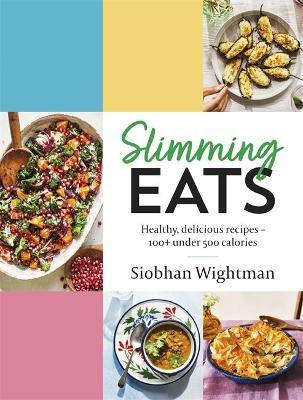 Slimming
EATS
Healthy, delicious recipes –
100+ under 500 calories
Siobhan Wightman